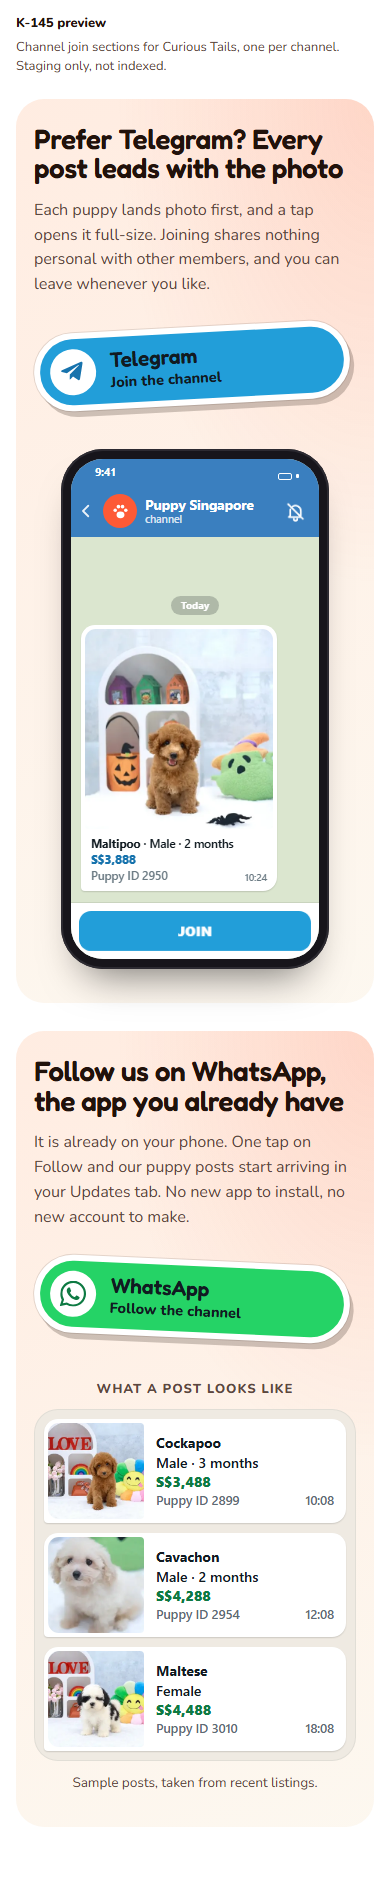 K-145 preview
Channel join sections for Curious Tails, one per channel.
Staging only, not indexed.
Prefer Telegram? Every
post leads with the photo
Each puppy lands photo first, and a tap
opens it full-size. Joining shares nothing
personal with other members, and you can
leave whenever you like.
Telegram
Join the channel
9:41
Puppy Singapore
channel
Today
Maltipoo · Male · 2 months
S$3,888
Puppy ID 2950 10:24
JOIN
Follow us on WhatsApp,
the app you already have
It is already on your phone. One tap on
Follow and our puppy posts start arriving in
your Updates tab. No new app to install, no
new account to make.
WhatsApp
Follow the channel
WHAT A POST LOOKS LIKE
LOVE
Cockapoo
Male · 3 months
S$3,488
Puppy ID 2899 10:08
Cavachon
Male · 2 months
S$4,288
Puppy ID 2954 12:08
LOVE
Maltese
Female
S$4,488
Puppy ID 3010 18:08
Sample posts, taken from recent listings.